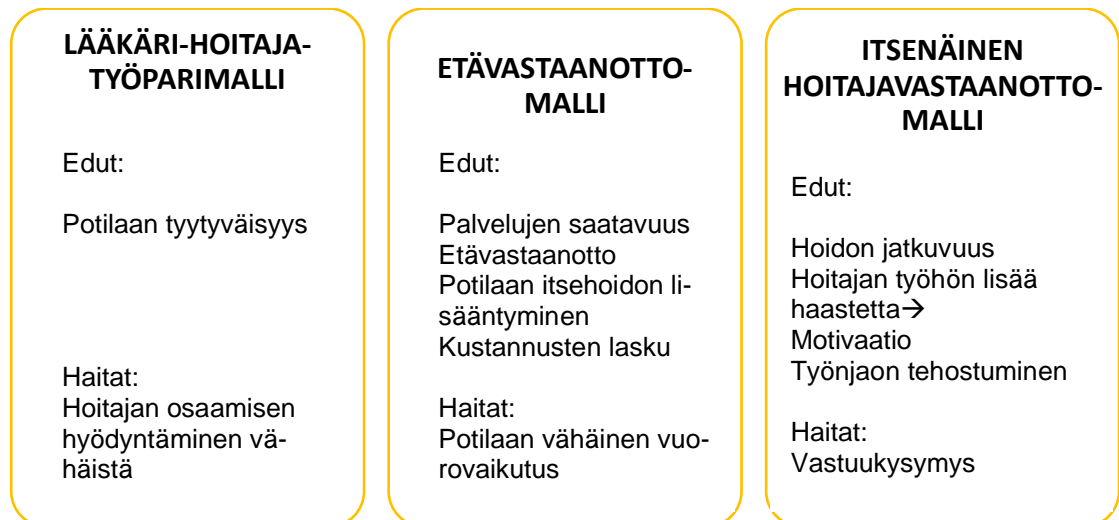 LÄÄKÄRI-HOITAJA-
TYÖPARIMALLI
Edut:
Potilaan tyytyväisyys
Haitat:
Hoitajan osaamisen
hyödyntäminen vä-
häistä
ETÄVASTAANOTTO-
MALLI
Edut:
Palvelujen saatavuus
Etävastaanotto
Potilaan itsehoidon li-
sääntyminen
Kustannusten lasku
Haitat:
Potilaan vähäinen vuo-
rovaikutus
ITSENÄINEN
HOITAJAVASTAANOTTO-
MALLI
Edut:
Hoidon jatkuvuus
Hoitajan työhön lisää
haastetta→
Motivaatio
Työnjaon tehostuminen
Haitat:
Vastuukysymys